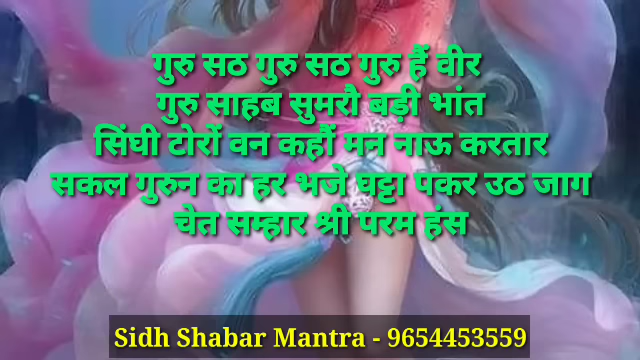 गुरु सठ गुरु सठ गुरु हैं वीर
गुरु साहब सुमरौ बड़ी भांत
सिंघी टोरों वन कहौं मन नाऊ करतार
सकल गुरुन का हर भजे घट्टा पकर उठ जाग
चेत सम्हार श्री परम हंस
Sidh Shabar Mantra - 9654453559